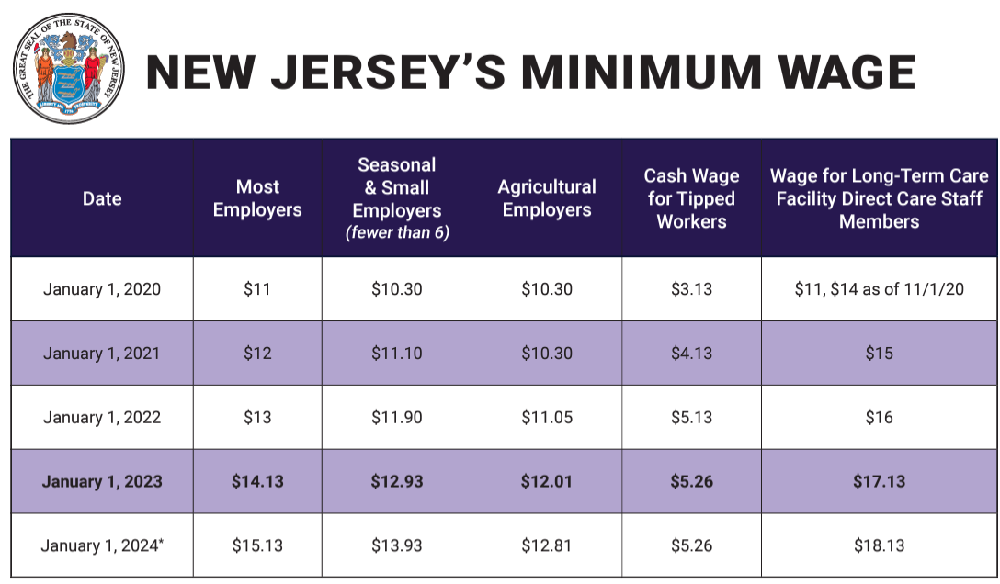 THE GREAT SEAL OF THE STATE OF NEW JERSEY
LIBERTY AND PROSPERITY
1776
NEW JERSEY’S MINIMUM WAGE
Date
Most
Employers
Seasonal
& Small
Employers
(fewer than 6)
Agricultural
Employers
Cash Wage
for Tipped
Workers
Wage for Long-Term Care
Facility Direct Care Staff
Members
January 1, 2020 $11 $10.30 $10.30 $3.13 $11, $14 as of 11/1/20
January 1, 2021 $12 $11.10 $10.30 $4.13 $15
January 1, 2022 $13 $11.90 $11.05 $5.13 $16
January 1, 2023 $14.13 $12.93 $12.01 $5.26 $17.13
January 1, 2024* $15.13 $13.93 $12.81 $5.26 $18.13